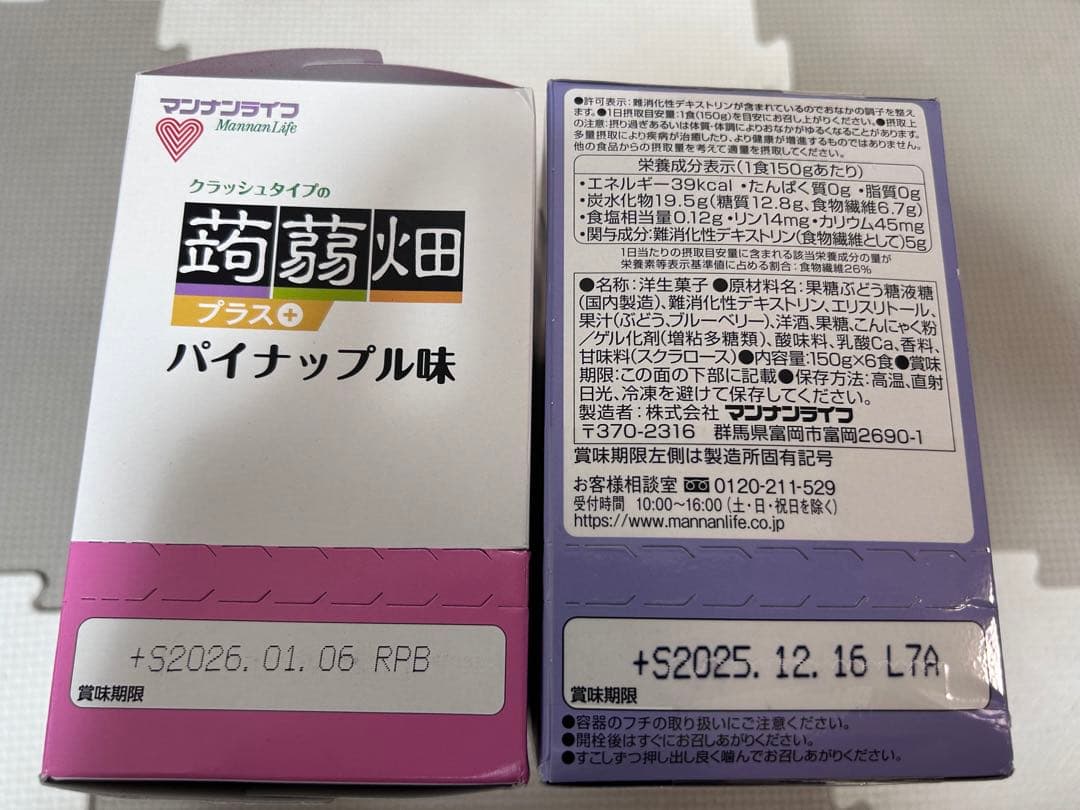 マンナンライフ
MannanLife
クラッシュタイプの
蒟蒻畑
プラス+
パイナップル味
+S2026.01.06 RPB
賞味期限
●許可表示:難消化性デキストリンが含まれているのでおなかの調子を整え
ます。●1日摂取目安量:1食(150g)を目安にお召し上がりください。●摂取上
の注意:摂り過ぎあるいは体質・体調によりおなかがゆるくなることがあります。
多量摂取により疾病が治癒したり、より健康が増進するものではありません。
他の食品からの摂取量を考えて適量を摂取してください。
栄養成分表示(1食150gあたり)
・エネルギー39kcal ・たんぱく質0g ・脂質0g
・炭水化物19.5g(糖質12.8g、食物繊維6.7g)
・食塩相当量0.12g ・リン14mg ・カリウム45mg
・関与成分:難消化性デキストリン(食物繊維として)5g
1日当たりの摂取目安量に含まれる該当栄養成分の量が
栄養素等表示基準値に占める割合:食物繊維26%
●名称:洋生菓子●原材料名:果糖ぶどう糖液糖
(国内製造)、難消化性デキストリン、エリスリトール、
果汁(ぶどう、ブルーベリー)、洋酒、果糖、こんにゃく粉
/ゲル化剤(増粘多糖類)、酸味料、乳酸Ca、香料、
甘味料(スクラロース)●内容量:150g×6食●賞味
期限:この面の下部に記載●保存方法:高温、直射
日光、冷凍を避けて保存してください。
製造者:株式会社 マンナンライフ
〒370-2316 群馬県富岡市富岡2690-1
賞味期限左側は製造所固有記号
お客様相談室 0120-211-529
受付時間 10:00~16:00(土・日・祝日を除く)
https://www.mannanlife.co.jp
+S2025.12.16 L7A
賞味期限
●容器のフチの取り扱いにご注意ください。
●開栓後はすぐにお召しあがりください。
●すこしずつ押し出し良く噛んでお召しあがりください。